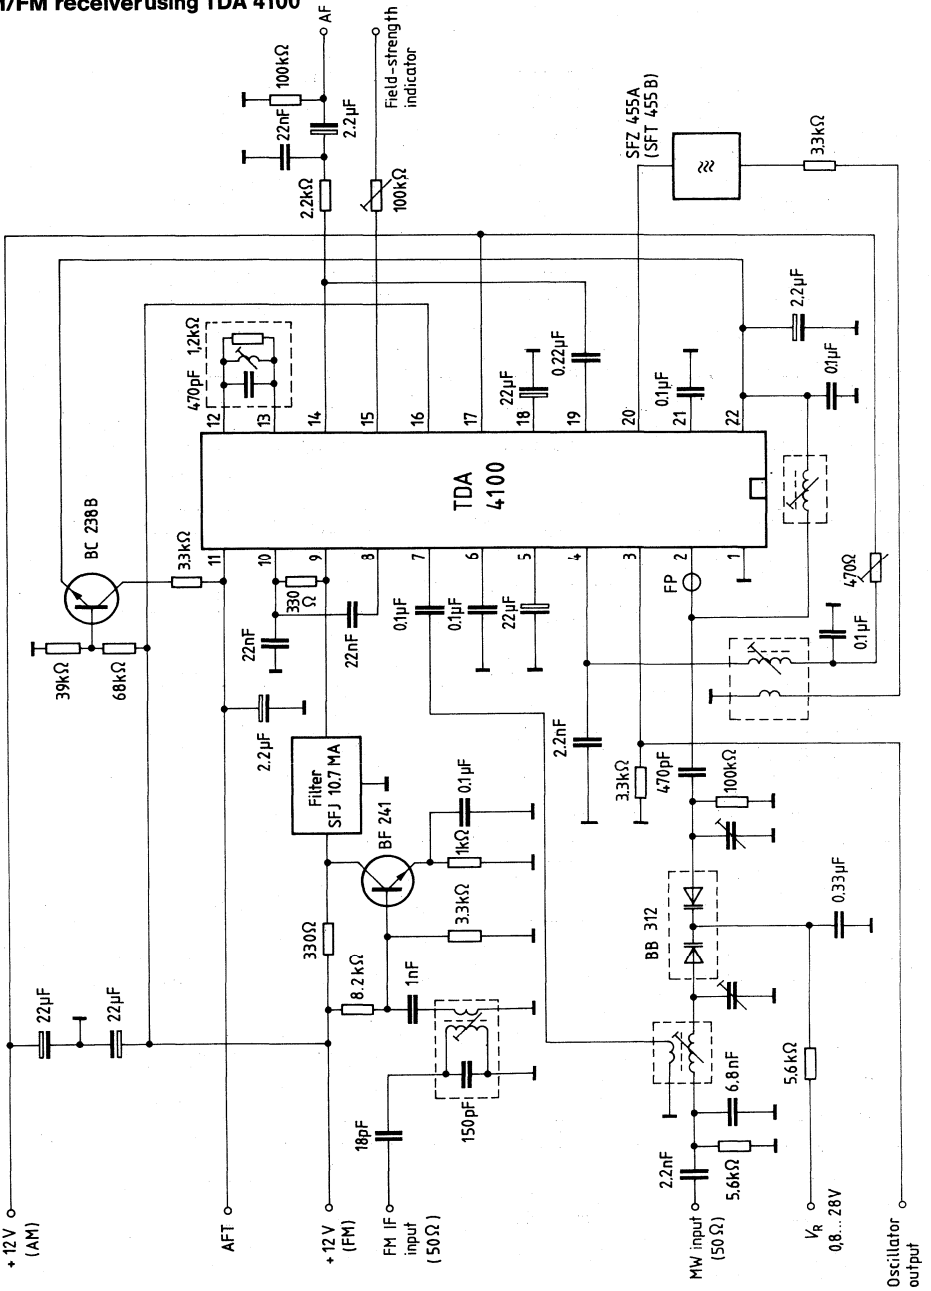 M/FM receiver using TDA 4100
AF
Field-strength
indicator
100kΩ
22nF
2.2µF
2.2kΩ
100kΩ
SFZ 455A
(SFT 455B)
3.3kΩ
470pF
1,2kΩ
0.22µF
22µF
0.1µF
2.2µF
0.1µF
12
13
14
15
16
17
18
19
20
21
22
TDA
4100
BC 238B
3.3kΩ
11
10
9
8
7
6
5
4
3
2
1
FP
470Ω
39kΩ
68kΩ
22nF
330
Ω
22nF
0.1µF
0.1µF
22µF
0.1µF
2.2µF
Filter
SFJ 10.7 MA
BF 241
0.1µF
1kΩ
3.3kΩ
2.2nF
3.3kΩ
470pF
100kΩ
330Ω
8.2kΩ
1nF
BB 312
0.33µF
22µF
22µF
18pF
150pF
6,8nF
5.6kΩ
2.2nF
5.6kΩ
+12V
(AM)
AFT
+12V
(FM)
FM IF
input
(50Ω)
MW input
(50Ω)
VR
0,8...28V
Oscillator
output